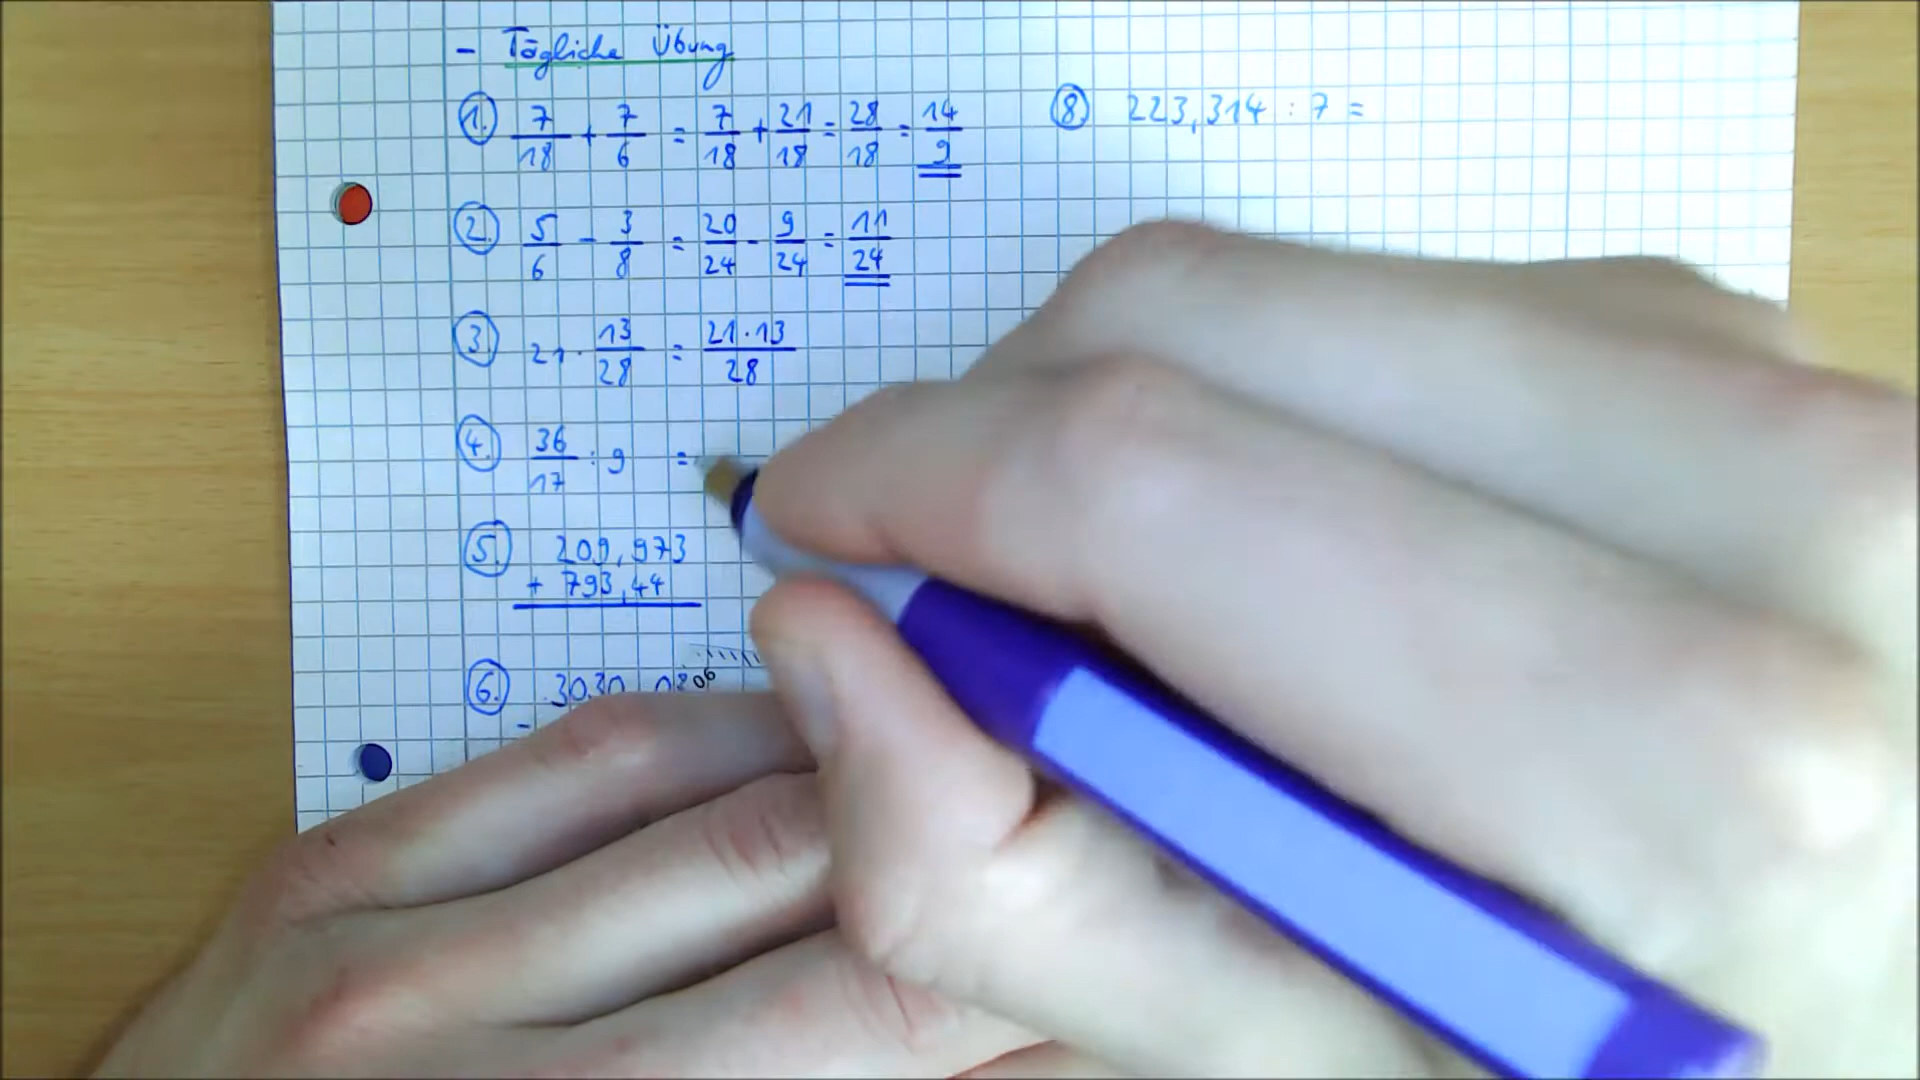 - Tägliche Übung
1. 7/18 + 7/6 = 7/18 + 21/18 = 28/18 = 14/9
2. 5/6 - 3/8 = 20/24 - 9/24 = 11/24
3. 21 · 13/28 = 21·13/28
4. 36/17 : 9 =
5. 209,973
+ 793,44
6.
-
8. 223,314 : 7 =